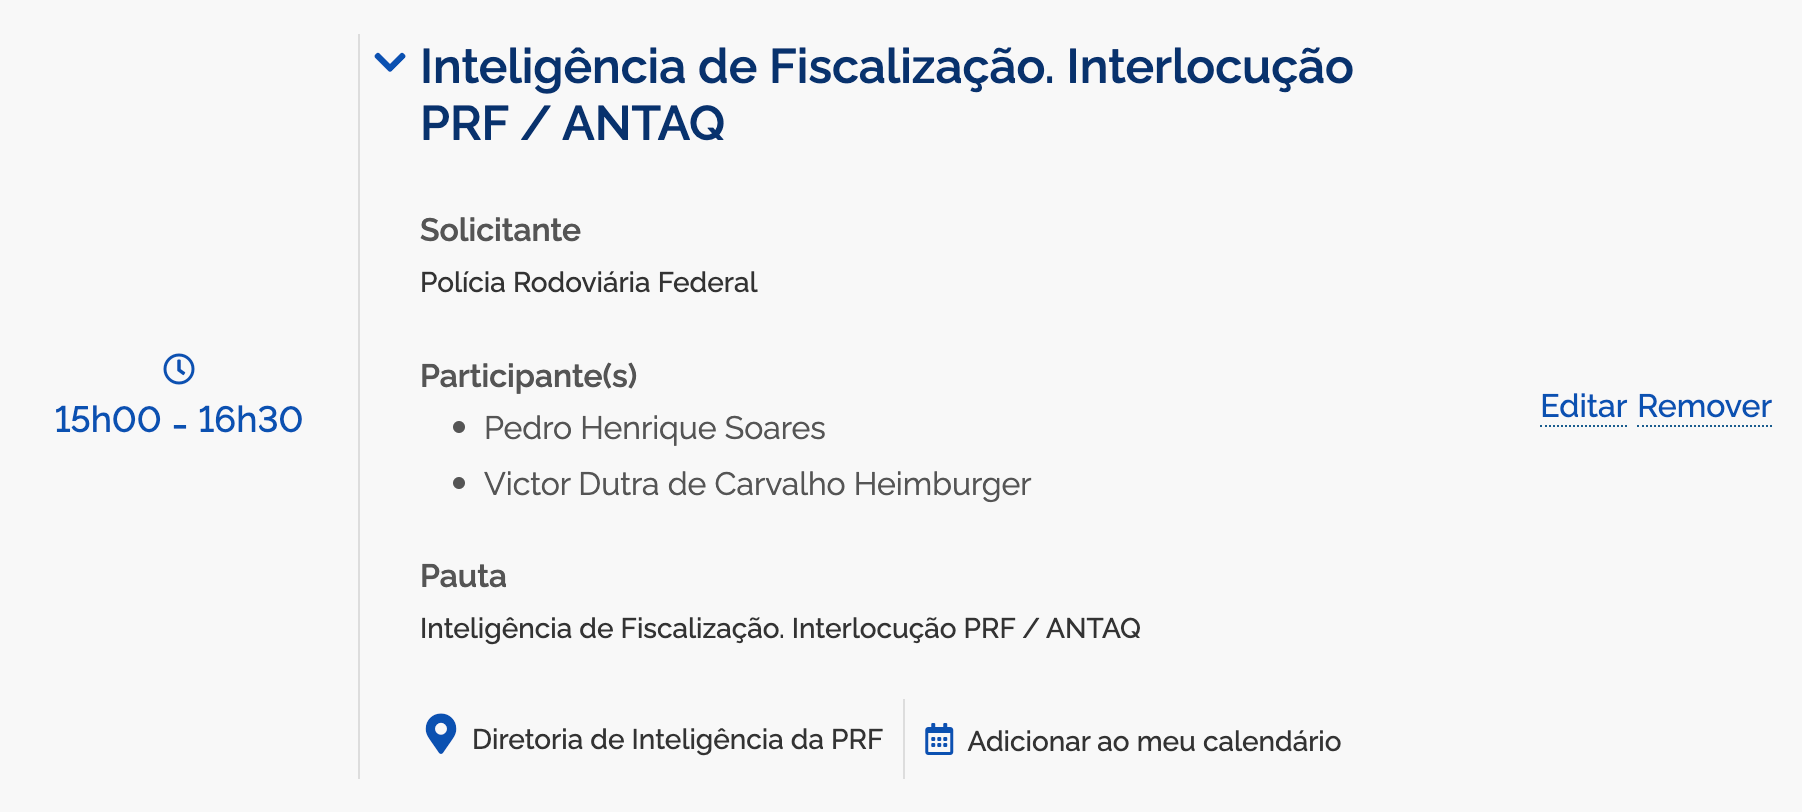 Inteligência de Fiscalização. Interlocução
PRF / ANTAQ
Solicitante
Polícia Rodoviária Federal
15h00 - 16h30
Participante(s)
Pedro Henrique Soares
Victor Dutra de Carvalho Heimburger
Editar Remover
Pauta
Inteligência de Fiscalização. Interlocução PRF / ANTAQ
Diretoria de Inteligência da PRF
Adicionar ao meu calendário